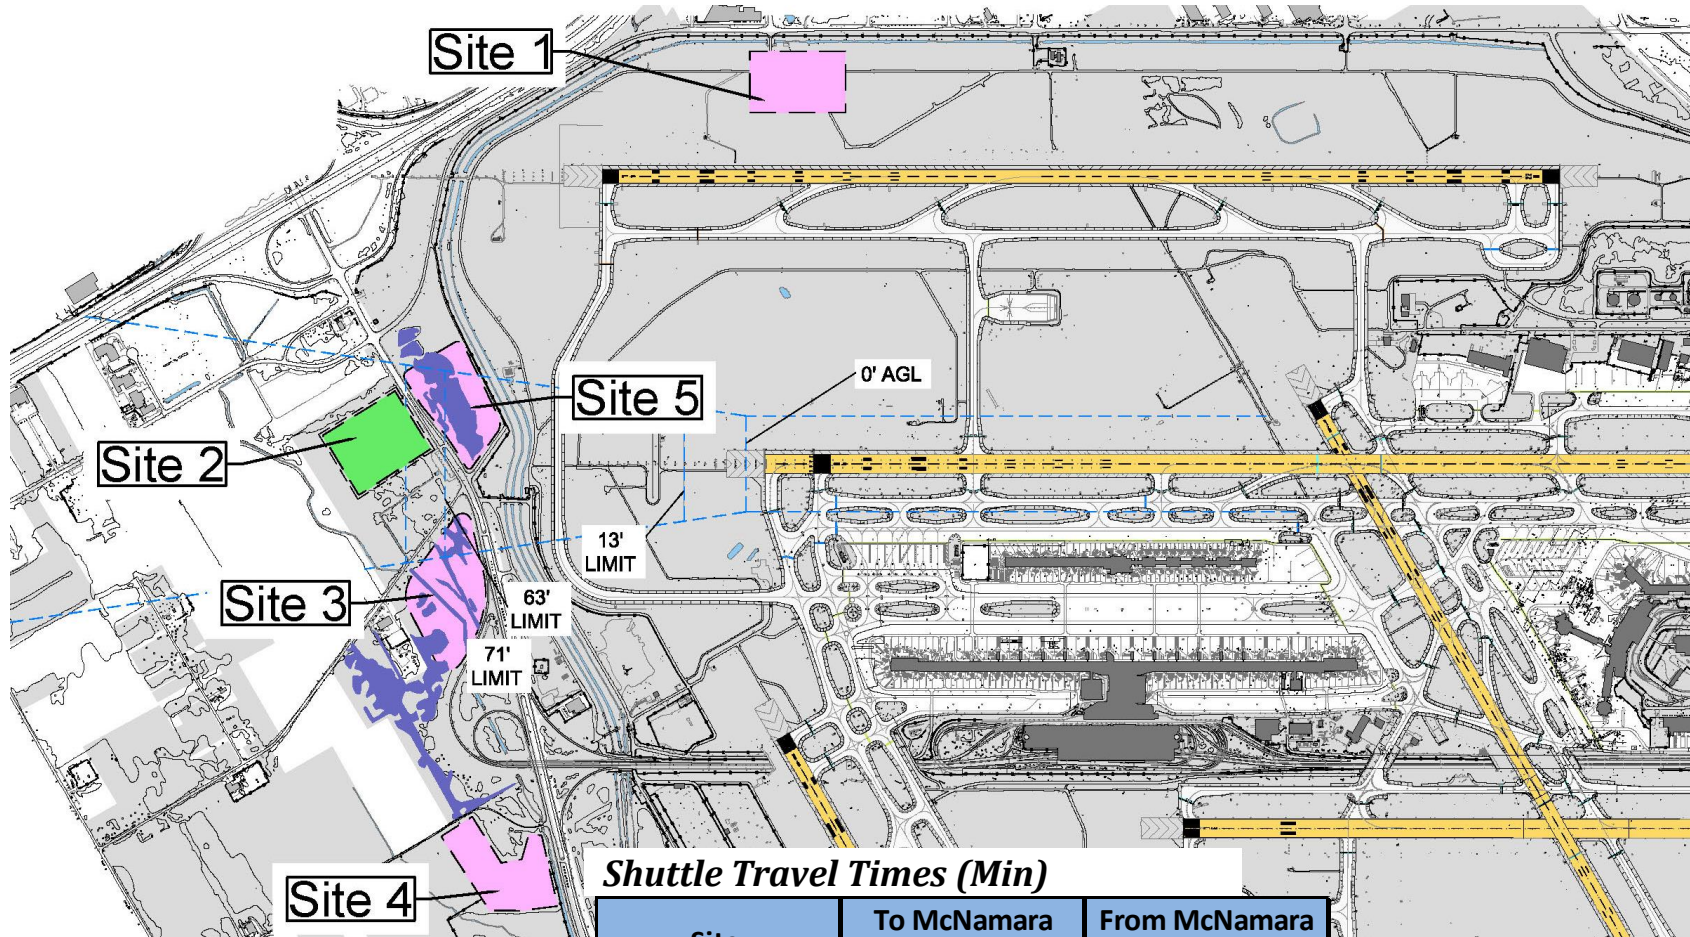 Site 1
Site 5
0' AGL
Site 2
13'
LIMIT
Site 3
63'
LIMIT
71'
LIMIT
Site 4
Shuttle Travel Times (Min)
Site
To McNamara
From McNamara